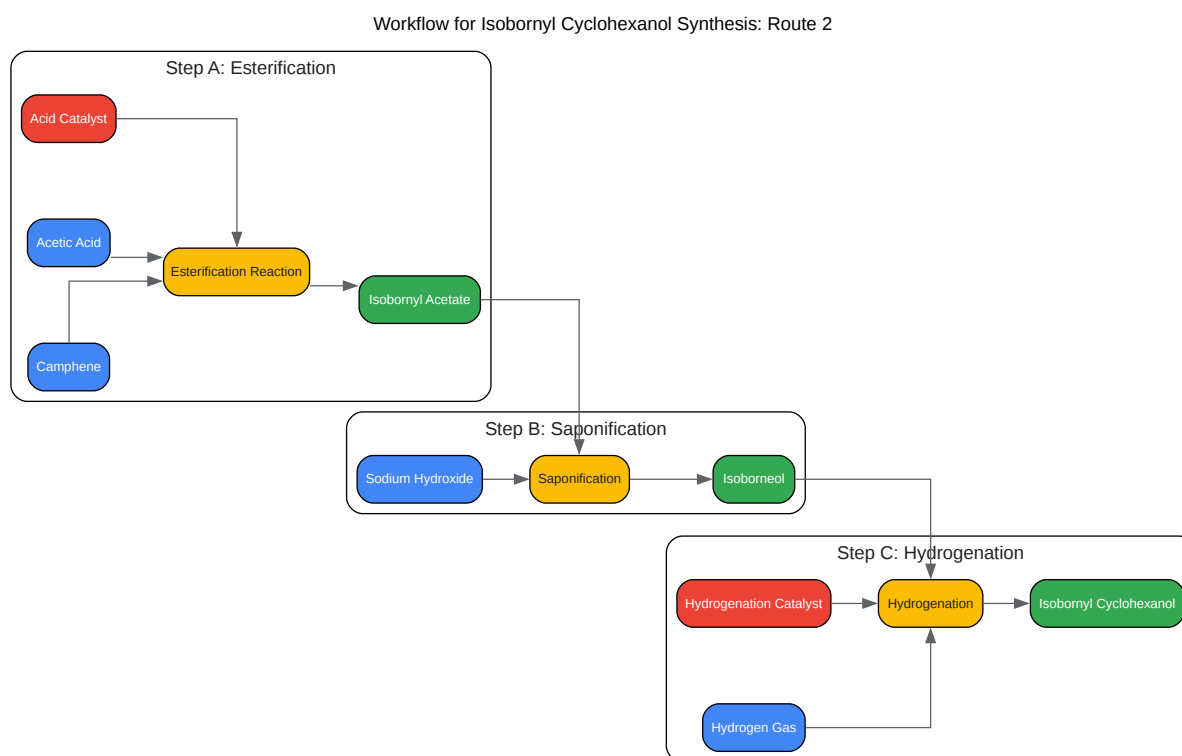 Workflow for Isobornyl Cyclohexanol Synthesis: Route 2
Step A: Esterification
Acid Catalyst
Acetic Acid
Esterification Reaction
Isobornyl Acetate
Camphene
Step B: Saponification
Sodium Hydroxide
Saponification
Isoborneol
Step C: Hydrogenation
Hydrogenation Catalyst
Hydrogenation
Isobornyl Cyclohexanol
Hydrogen Gas